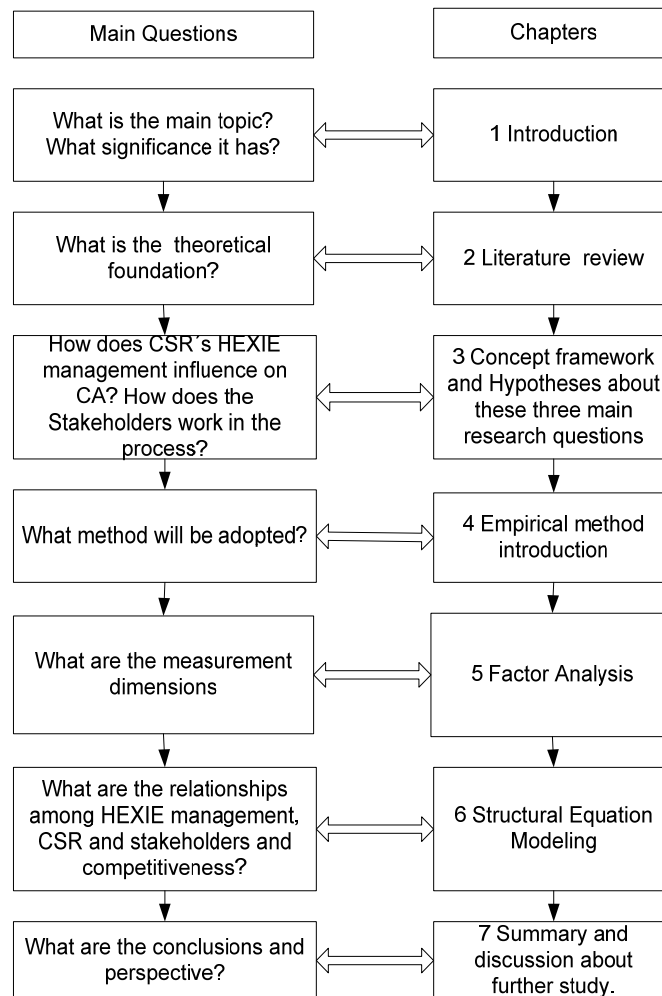 Main Questions
Chapters
What is the main topic?
What significance it has?
1 Introduction
What is the theoretical
foundation?
2 Literature review
How does CSR´s HEXIE
management influence on
CA? How does the
Stakeholders work in the
process?
3 Concept framework
and Hypotheses about
these three main
research questions
What method will be adopted?
4 Empirical method
introduction
What are the measurement
dimensions
5 Factor Analysis
What are the relationships
among HEXIE management,
CSR and stakeholders and
competitiveness?
6 Structural Equation
Modeling
What are the conclusions and
perspective?
7 Summary and
discussion about
further study.